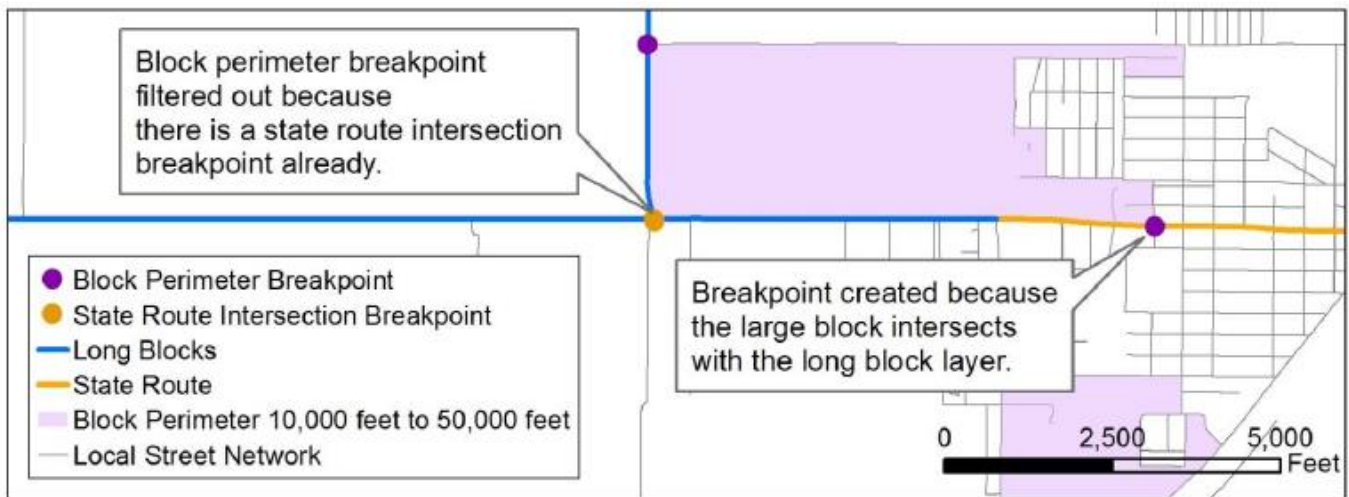 Block perimeter breakpoint
filtered out because
there is a state route intersection
breakpoint already.
Block Perimeter Breakpoint
State Route Intersection Breakpoint
Long Blocks
State Route
Block Perimeter 10,000 feet to 50,000 feet
Local Street Network
Breakpoint created because
the large block intersects
with the long block layer.
0 2,500 5,000
Feet